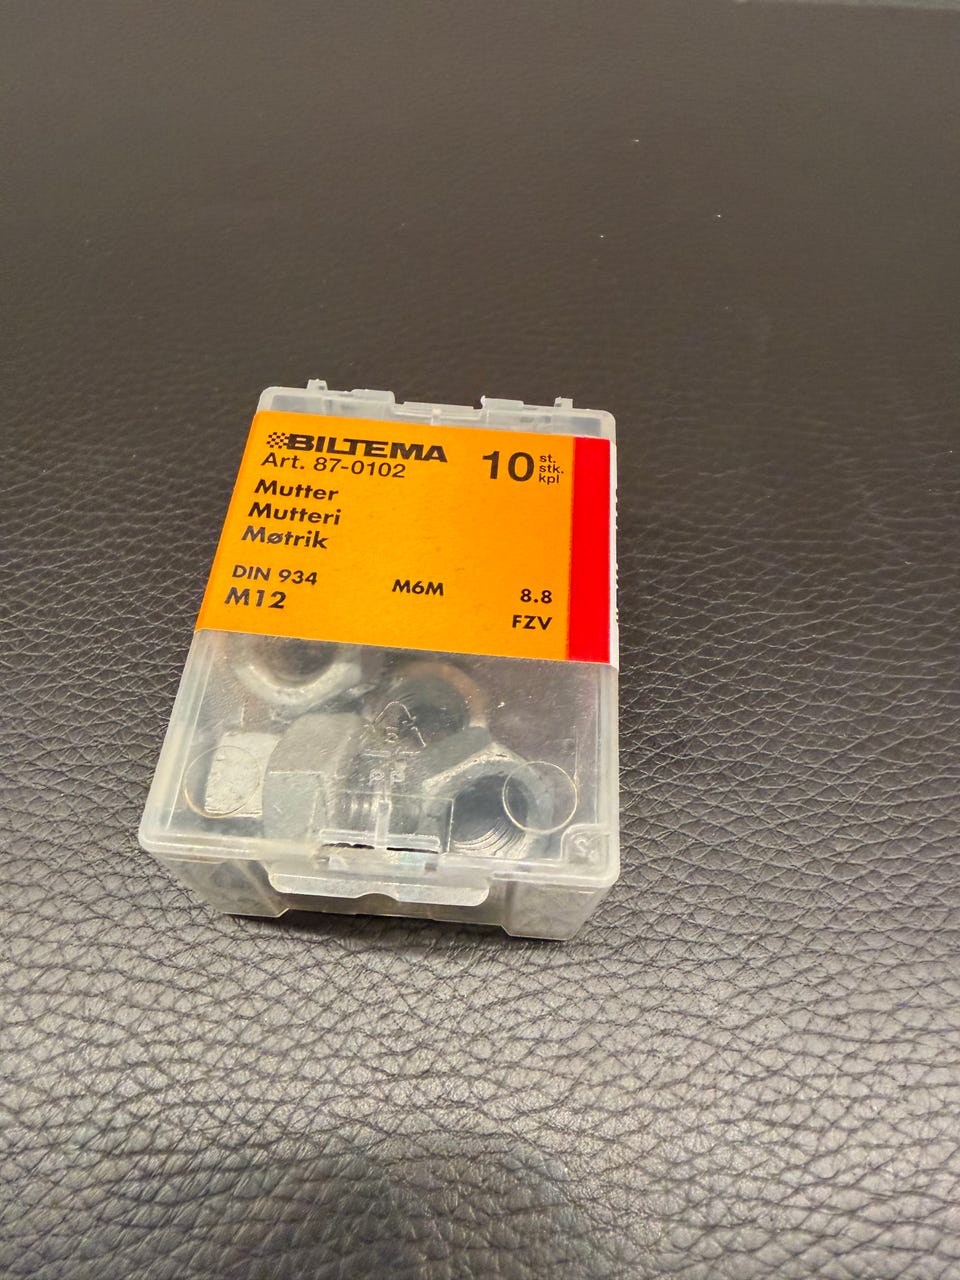 BILTEMA
Art. 87-0102
10 st.
stk.
kpl
Mutter
Mutteri
Møtrik
DIN 934
M6M
8.8
M12
FZV